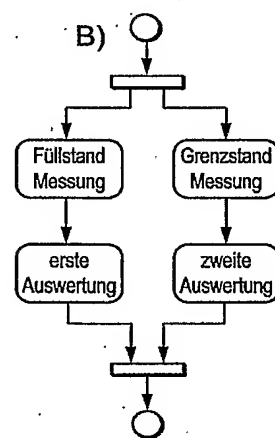 B)
Füllstand
Messung
Grenzstand
Messung
erste
Auswertung
zweite
Auswertung